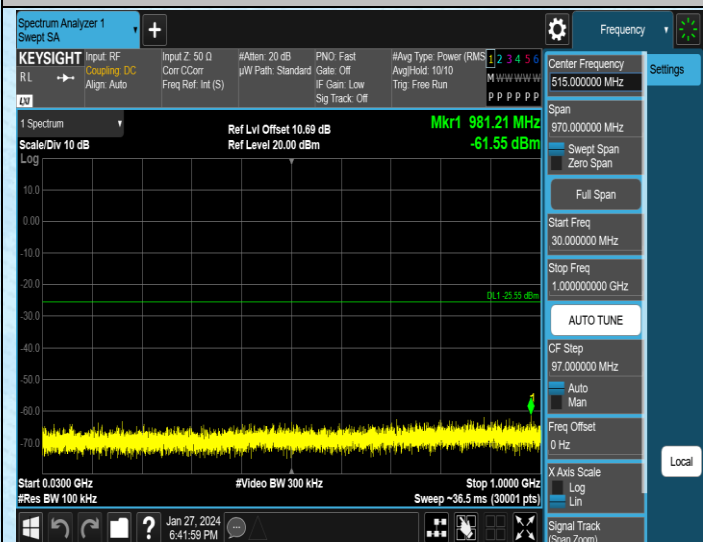 Spectrum Analyzer 1
Swept SA
+
Frequency
KEYSIGHT
RL
LXI
Input: RF
Coupling: DC
Align: Auto
Input Z: 50 Ω
Corr CCorr
Freq Ref: Int (S)
#Atten: 20 dB
µW Path: Standard
PNO: Fast
Gate: Off
IF Gain: Low
Sig Track: Off
#Avg Type: Power (RMS
Avg|Hold: 10/10
Trig: Free Run
1 2 3 4 5 6
M W W W W W
P P P P P P
1 Spectrum
Scale/Div 10 dB
Log
Ref Lvl Offset 10.69 dB
Ref Level 20.00 dBm
Mkr1 981.21 MHz
-61.55 dBm
10.0
0.00
-10.0
-20.0
DL1 -25.55 dBm
-30.0
-40.0
-50.0
-60.0
-70.0
1
Start 0.0300 GHz
#Res BW 100 kHz
#Video BW 300 kHz
Stop 1.0000 GHz
Sweep ~36.5 ms (30001 pts)
?
Jan 27, 2024
6:41:59 PM
Center Frequency
515.000000 MHz
Span
970.000000 MHz
Swept Span
Zero Span
Full Span
Start Freq
30.000000 MHz
Stop Freq
1.000000000 GHz
AUTO TUNE
CF Step
97.000000 MHz
Auto
Man
Freq Offset
0 Hz
X Axis Scale
Log
Lin
Signal Track
(Span Zoom)
Settings
Local